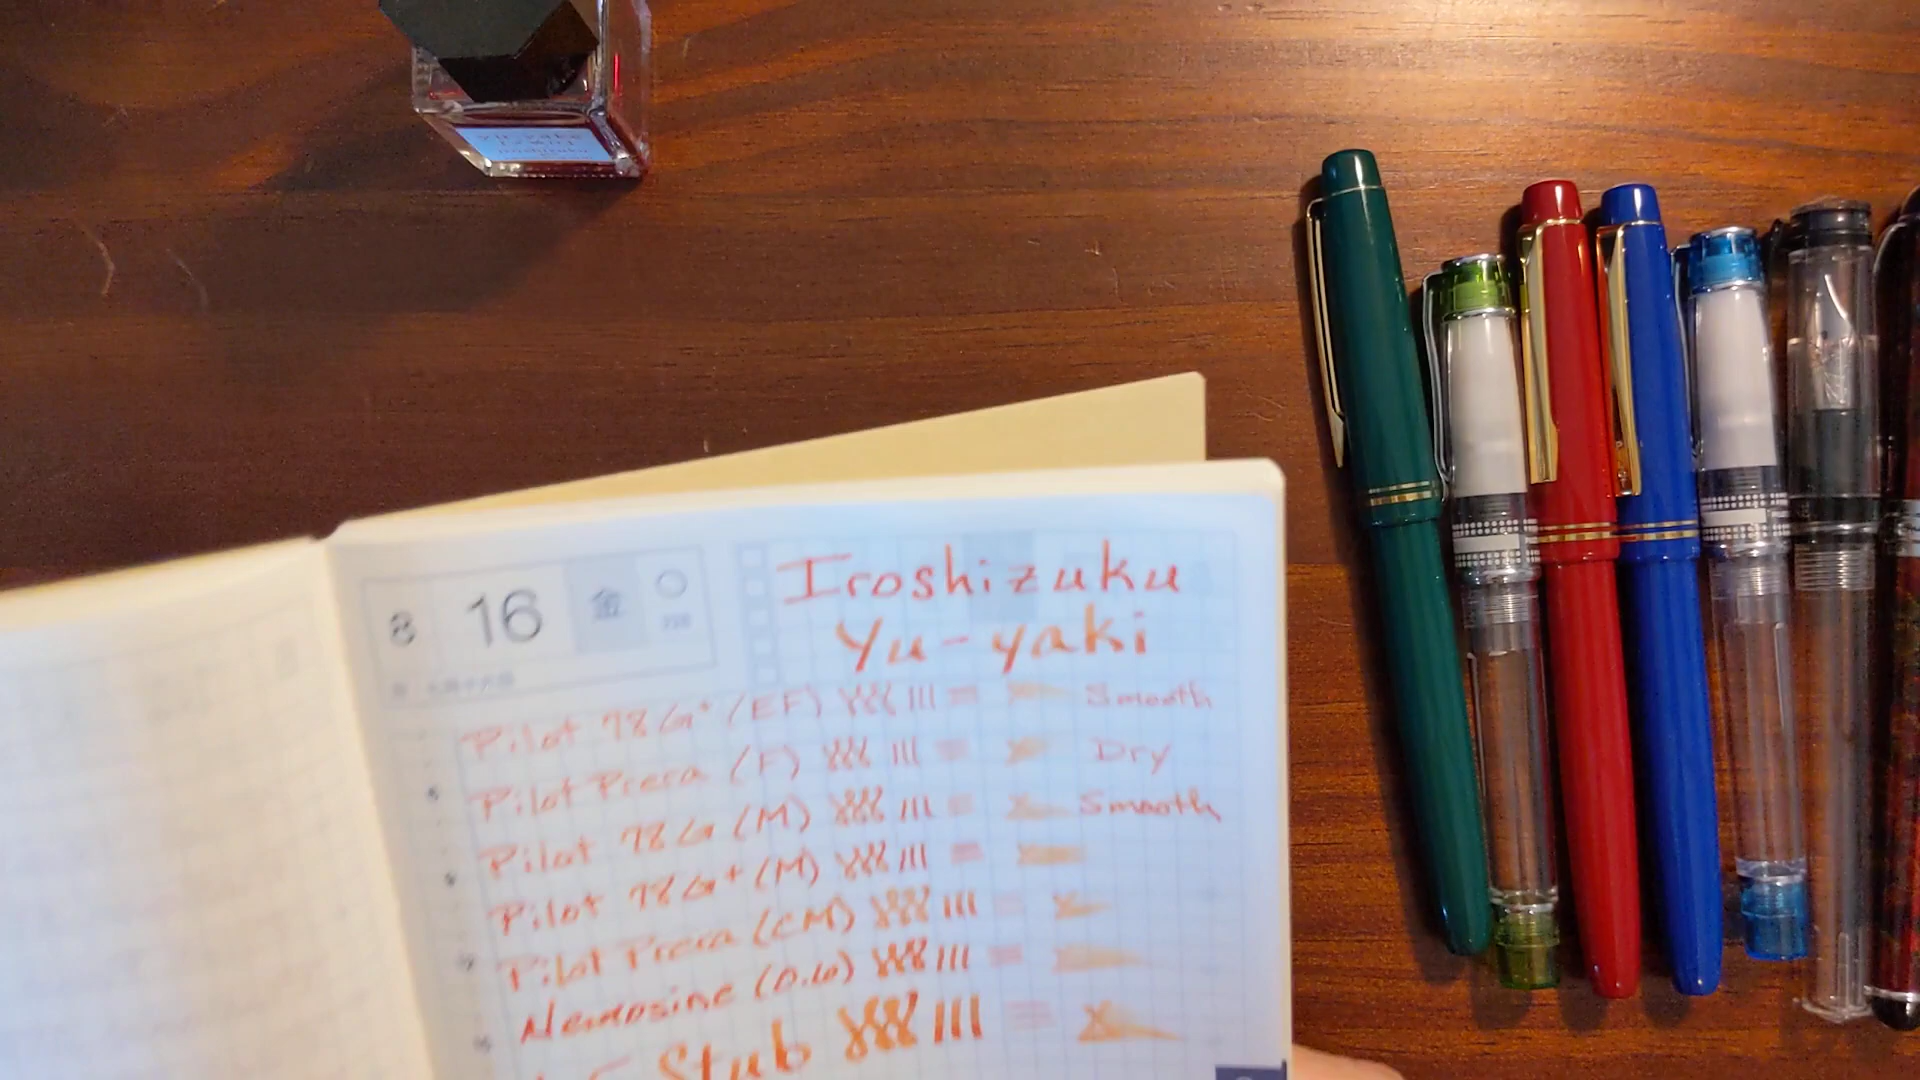 8 16 金
Iroshizuku
Yu-yaki
Pilot 78G+ (EF) Smooth
Pilot Prera (F) Dry
Pilot 78G (M) Smooth
Pilot 78G+ (M)
Pilot Prera (CM)
Nemosine (0.6)
Stub